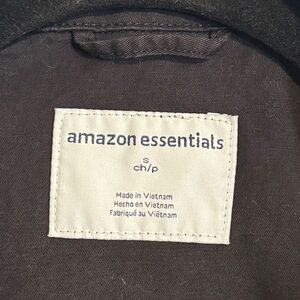 amazon essentials
s
ch/p
Made in Vietnam
Hecho en Vietnam
Fabriqué au Viêtnam